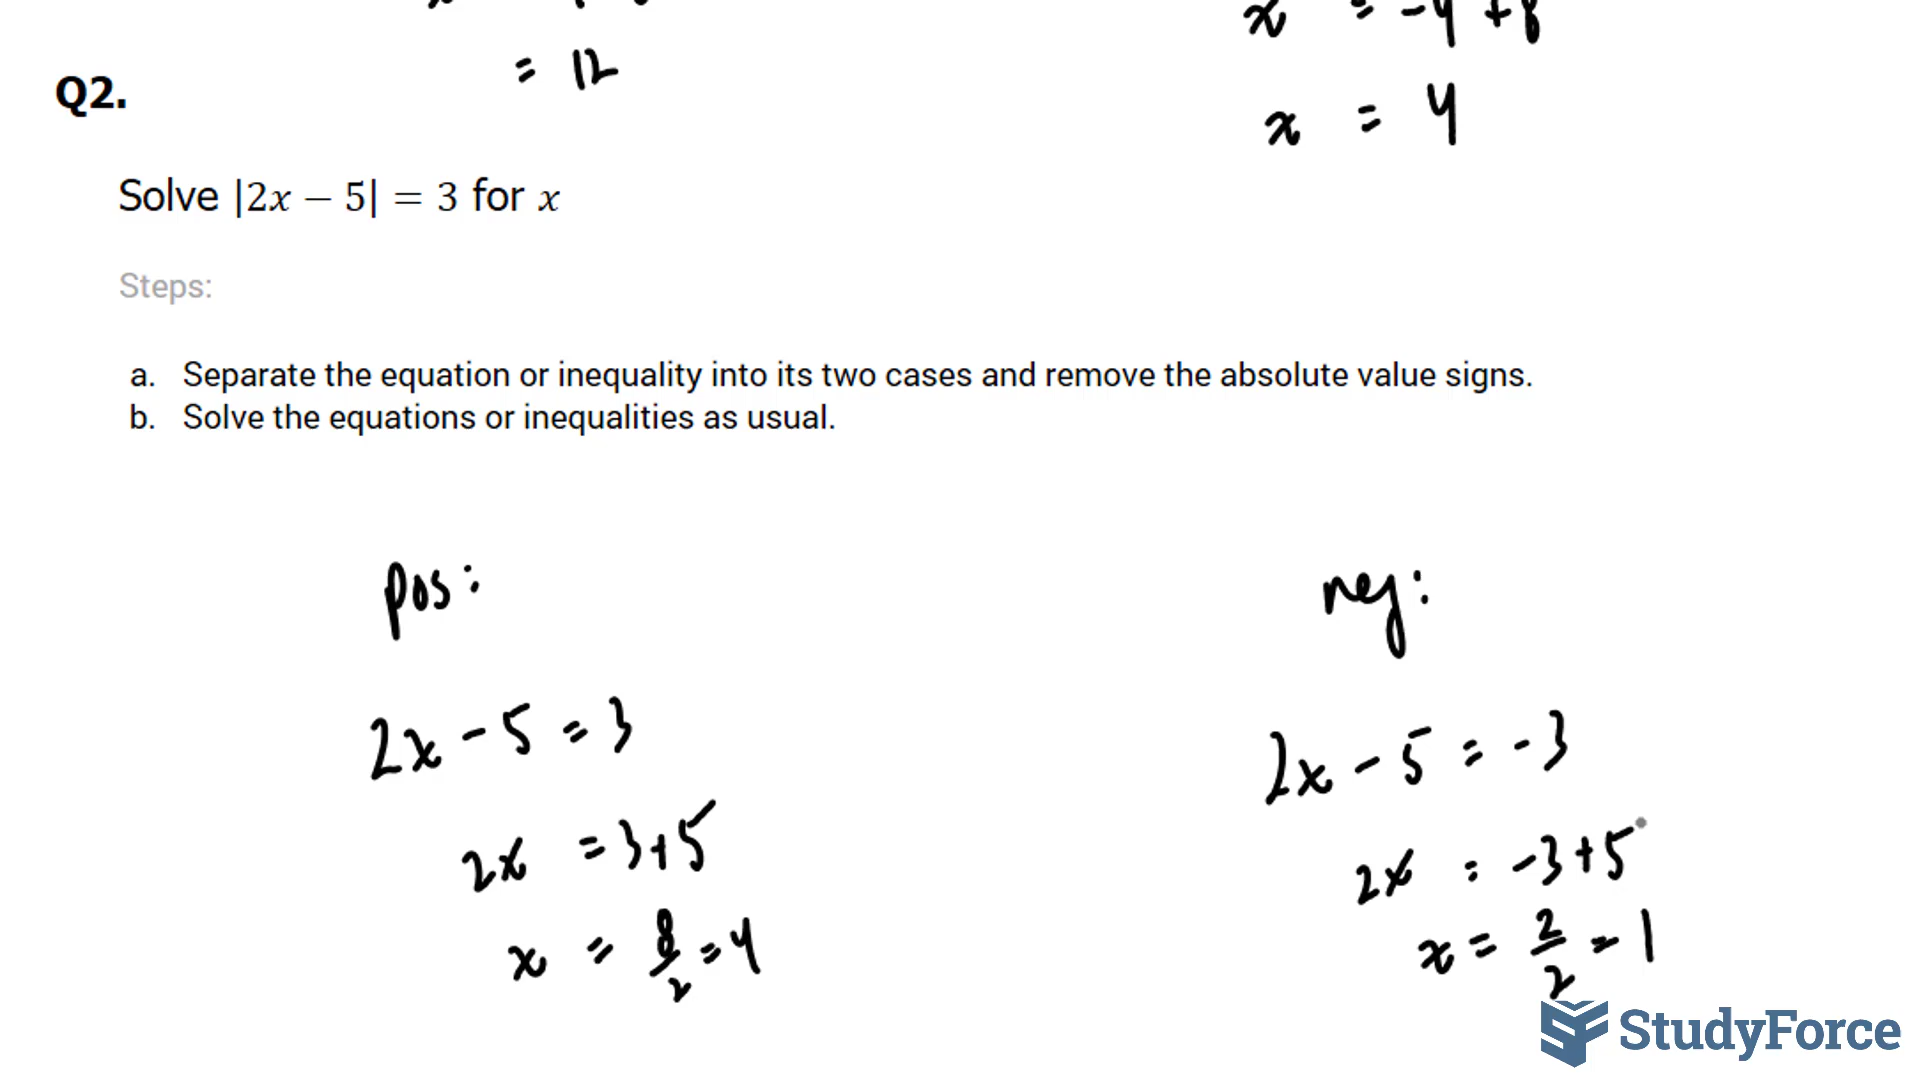 x = -4 + 8
= 12
x = 4
Q2.
Solve |2x − 5| = 3 for x
Steps:
a. Separate the equation or inequality into its two cases and remove the absolute value signs.
b. Solve the equations or inequalities as usual.
pos:
neg:
2x - 5 = 3
2x - 5 = -3
2x = 3+5
2x = -3+5
x = 8/2 = 4
x = 2/2 = 1
StudyForce